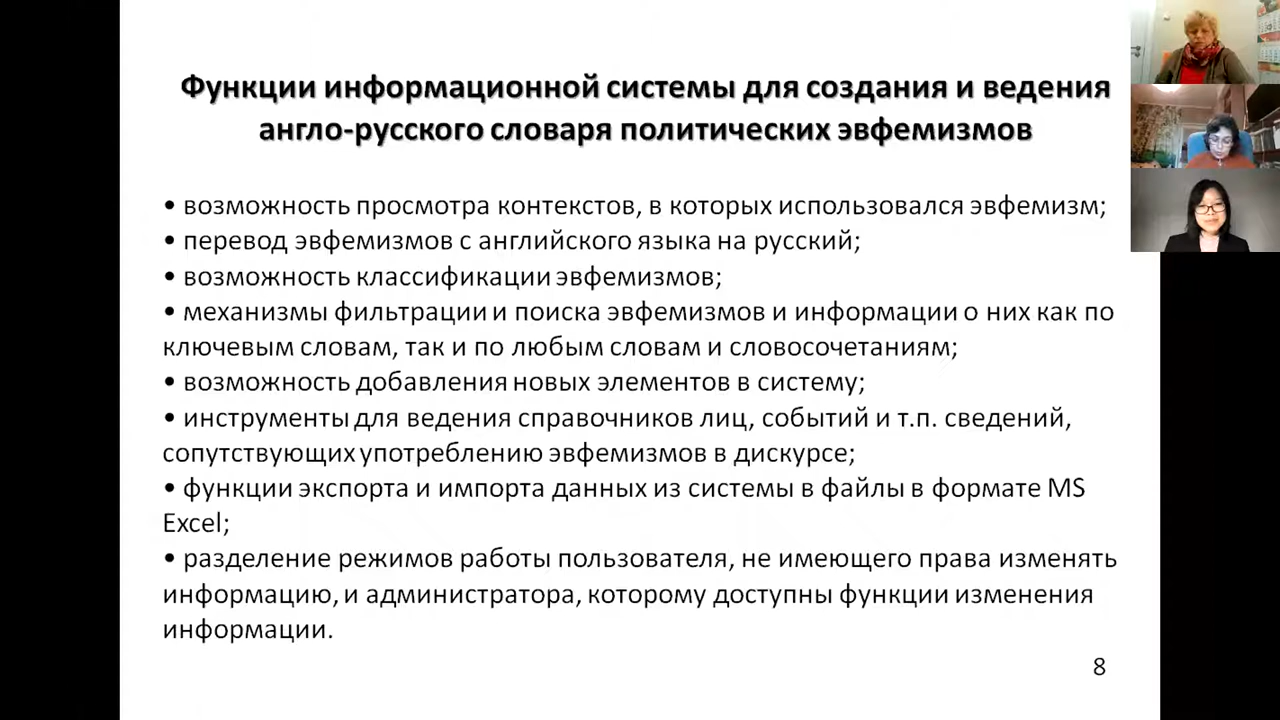 Функции информационной системы для создания и ведения
англо-русского словаря политических эвфемизмов
• возможность просмотра контекстов, в которых использовался эвфемизм;
• перевод эвфемизмов с английского языка на русский;
• возможность классификации эвфемизмов;
• механизмы фильтрации и поиска эвфемизмов и информации о них как по
ключевым словам, так и по любым словам и словосочетаниям;
• возможность добавления новых элементов в систему;
• инструменты для ведения справочников лиц, событий и т.п. сведений,
сопутствующих употреблению эвфемизмов в дискурсе;
• функции экспорта и импорта данных из системы в файлы в формате MS
Excel;
• разделение режимов работы пользователя, не имеющего права изменять
информацию, и администратора, которому доступны функции изменения
информации.
8